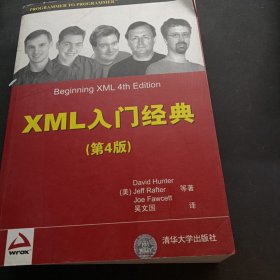 PROGRAMMER TO PROGRAMMER™
Beginning XML 4th Edition
XML入门经典
(第4版)
David Hunter
(美) Jeff Rafter 等著
Joe Fawcett
吴文国 译
wrox
清华大学出版社